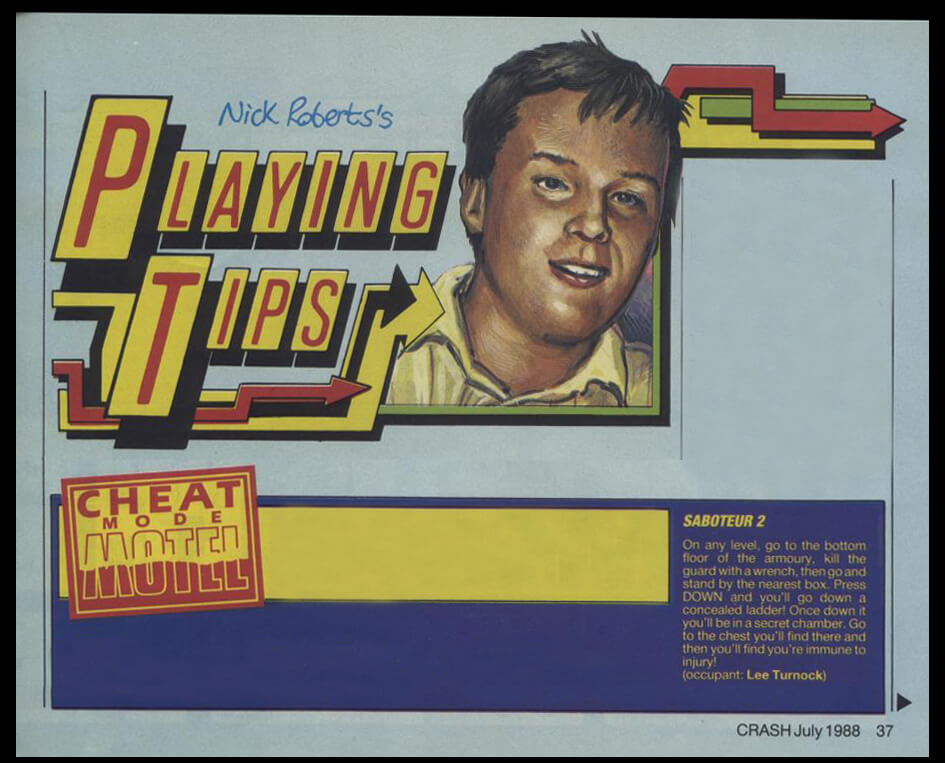 Nick Roberts's
PLAYING
TIPS
CHEAT
MODE
MOTEL
SABOTEUR 2
On any level, go to the bottom
floor of the armoury, kill the
guard with a wrench, then go and
stand by the nearest box. Press
DOWN and you'll go down a
concealed ladder! Once down it
you'll be in a secret chamber. Go
to the chest you'll find there and
then you'll find you're immune to
injury!
(occupant: Lee Turnock)
CRASH July 1988 37